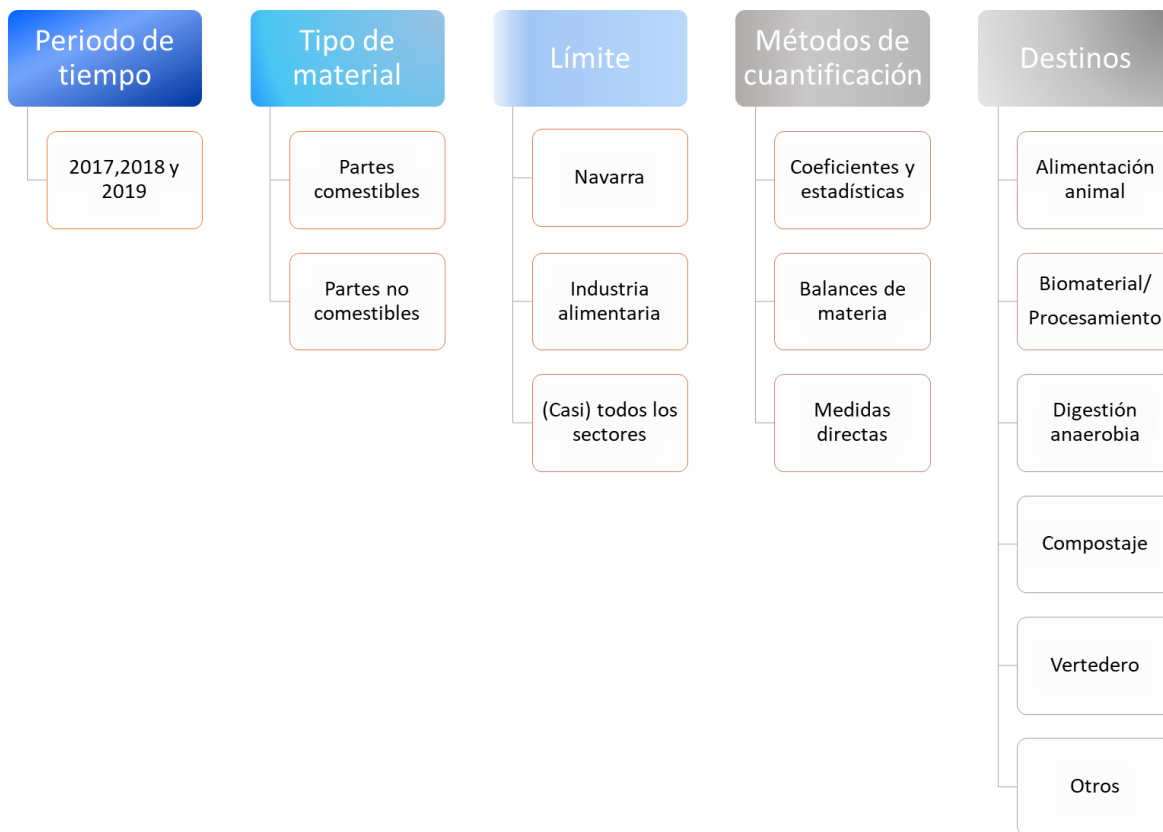 Periodo de
tiempo
2017,2018 y
2019
Tipo de
material
Partes
comestibles
Partes no
comestibles
Límite
Navarra
Industria
alimentaria
(Casi) todos los
sectores
Métodos de
cuantificación
Coeficientes y
estadísticas
Balances de
materia
Medidas
directas
Destinos
Alimentación
animal
Biomaterial/
Procesamiento
Digestión
anaerobia
Compostaje
Vertedero
Otros